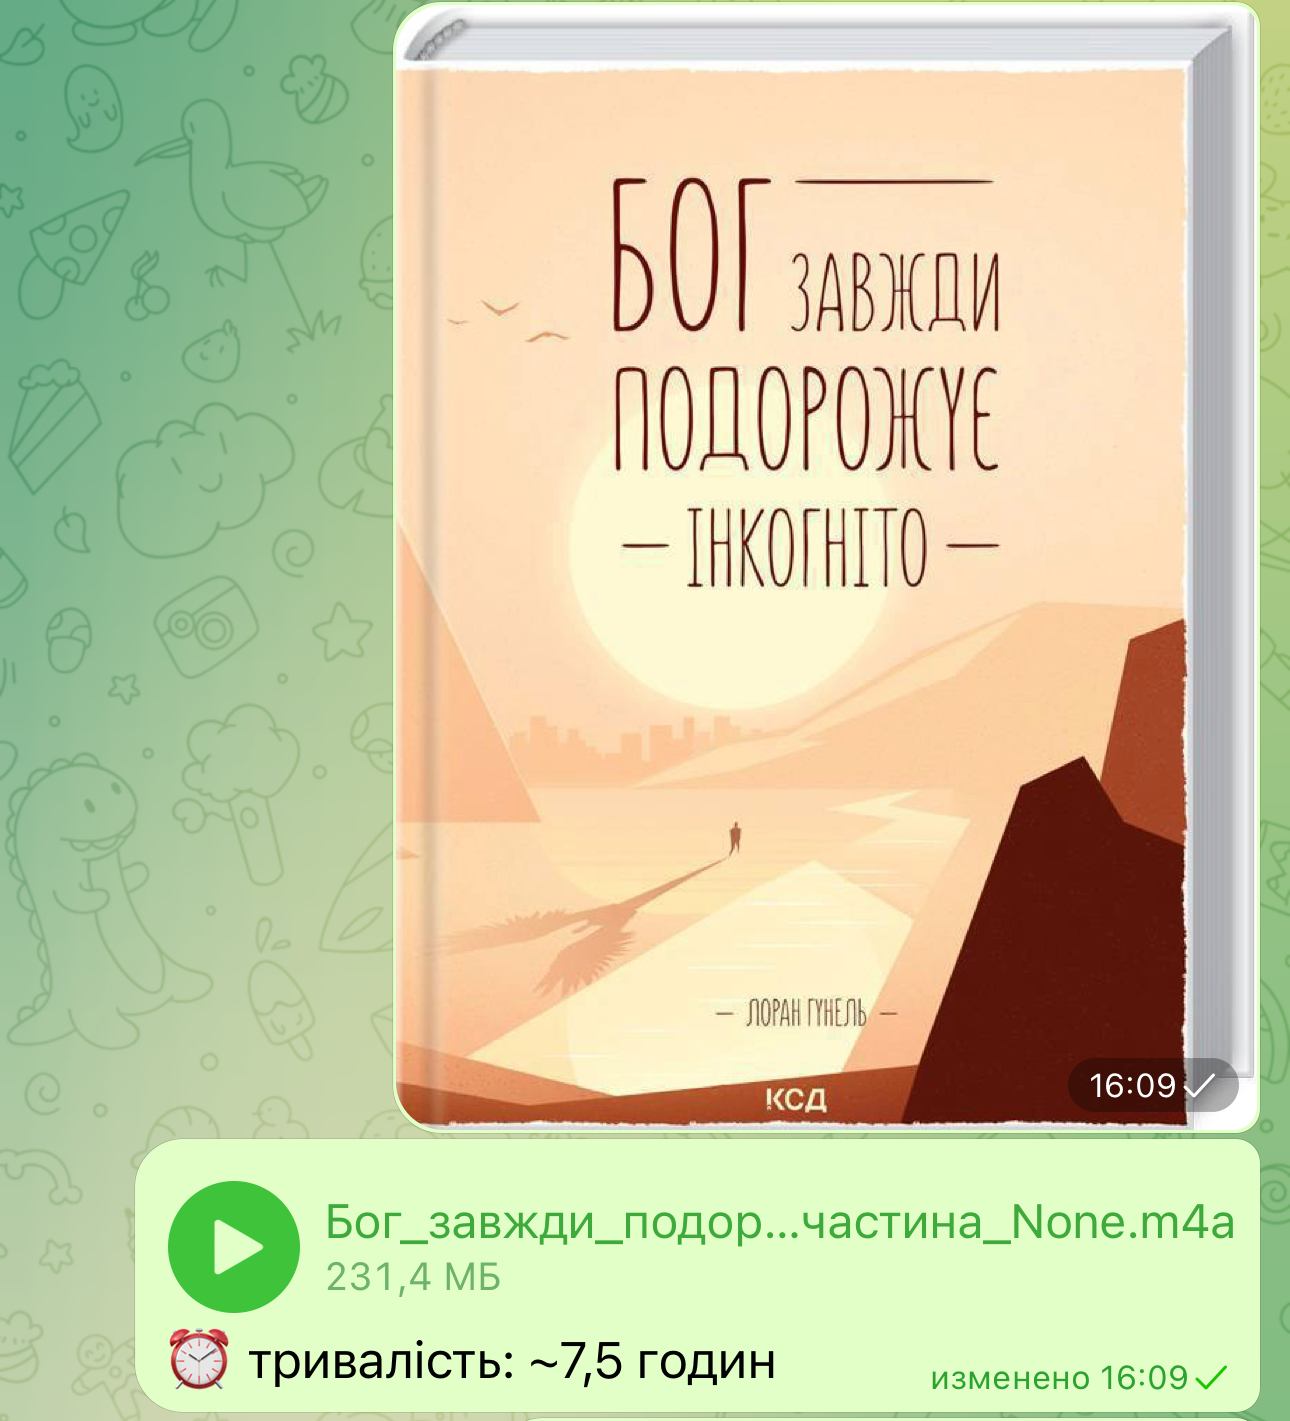 БОГ ЗАВЖДИ
ПОДОРОЖУЄ
— ІНКОГНІТО —
— ЛОРАН ГУНЕЛЬ —
КСД
16:09
Бог_завжди_подор...частина_None.m4a
231,4 МБ
тривалість: ~7,5 годин
изменено 16:09